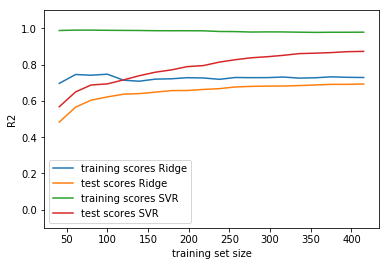 1.0
0.8
0.6
0.4
0.2
0.0
R2
training scores Ridge
test scores Ridge
training scores SVR
test scores SVR
50 100 150 200 250 300 350 400
training set size